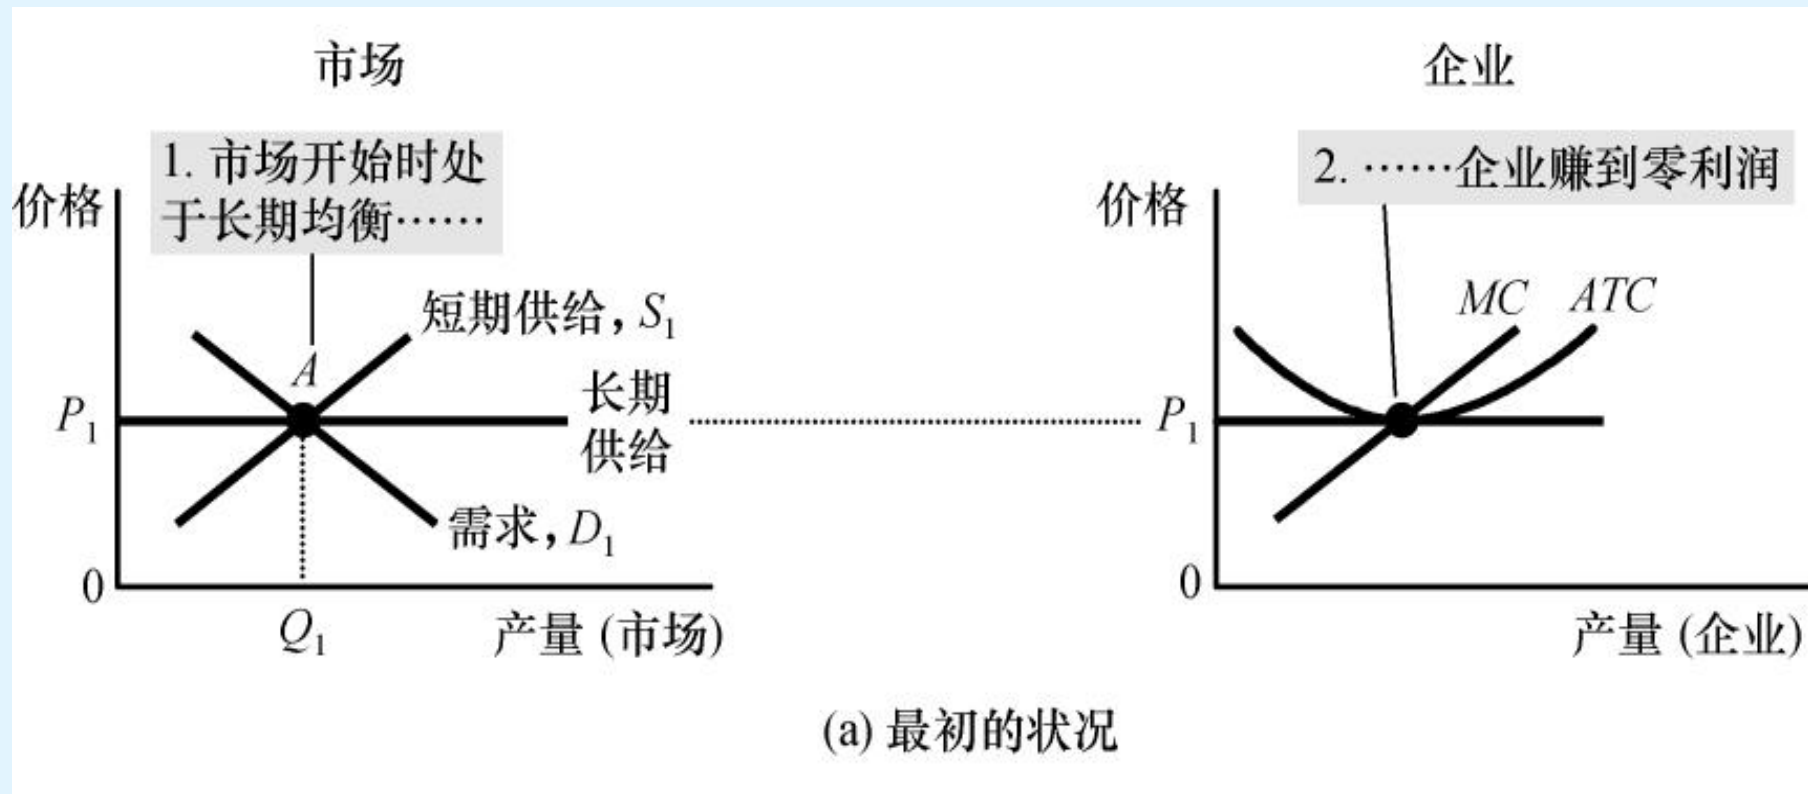 市场
企业
1. 市场开始时处
于长期均衡……
2. ……企业赚到零利润
价格
价格
短期供给, S₁
MC
ATC
A
长期
供给
P₁
P₁
需求, D₁
0
0
Q₁
产量 (市场)
产量 (企业)
(a) 最初的状况